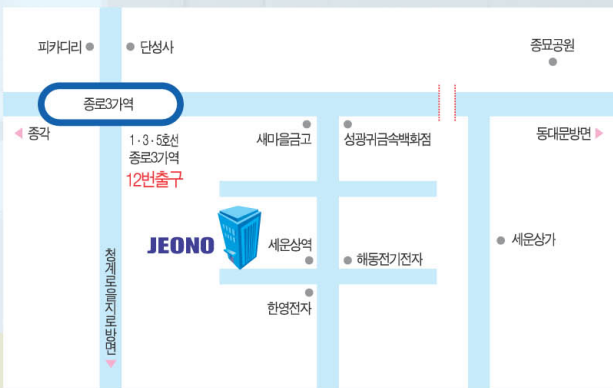 피카디리
단성사
종묘공원
종로3가역
종각
1·3·5호선
종로3가역
12번출구
새마을금고
성광귀금속백화점
동대문방면
JEONO
세운상역
해동전기전자
세운상가
한영전자
청계로을지로방면